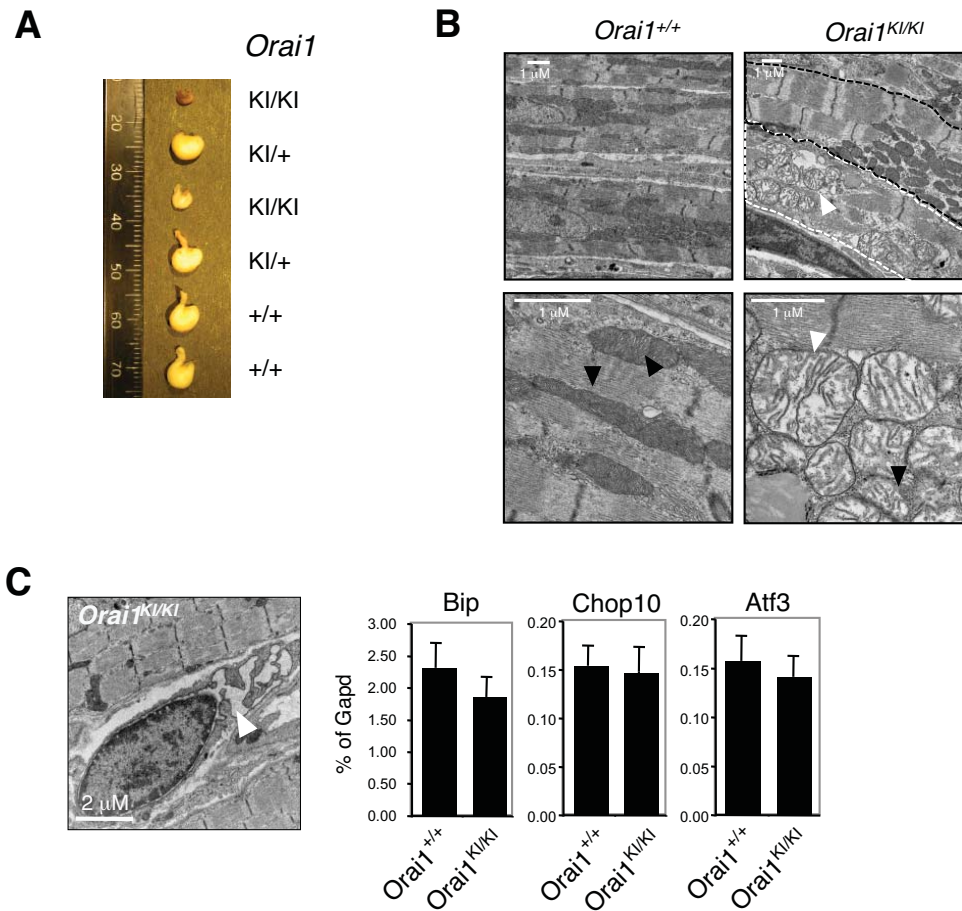 A
Orai1
KI/KI
KI/+
KI/KI
KI/+
+/+
+/+
20
30
40
50
60
70
B
Orai1+/+
Orai1KI/KI
1 µM
1 µM
1 µM
1 µM
C
Orai1KI/KI
2 µM
Bip
Chop10
Atf3
% of Gapd
3.00
2.50
2.00
1.50
1.00
0.50
0.00
0.20
0.15
0.10
0.05
0.00
0.20
0.15
0.10
0.05
0.00
Orai1+/+
Orai1KI/KI
Orai1+/+
Orai1KI/KI
Orai1+/+
Orai1KI/KI